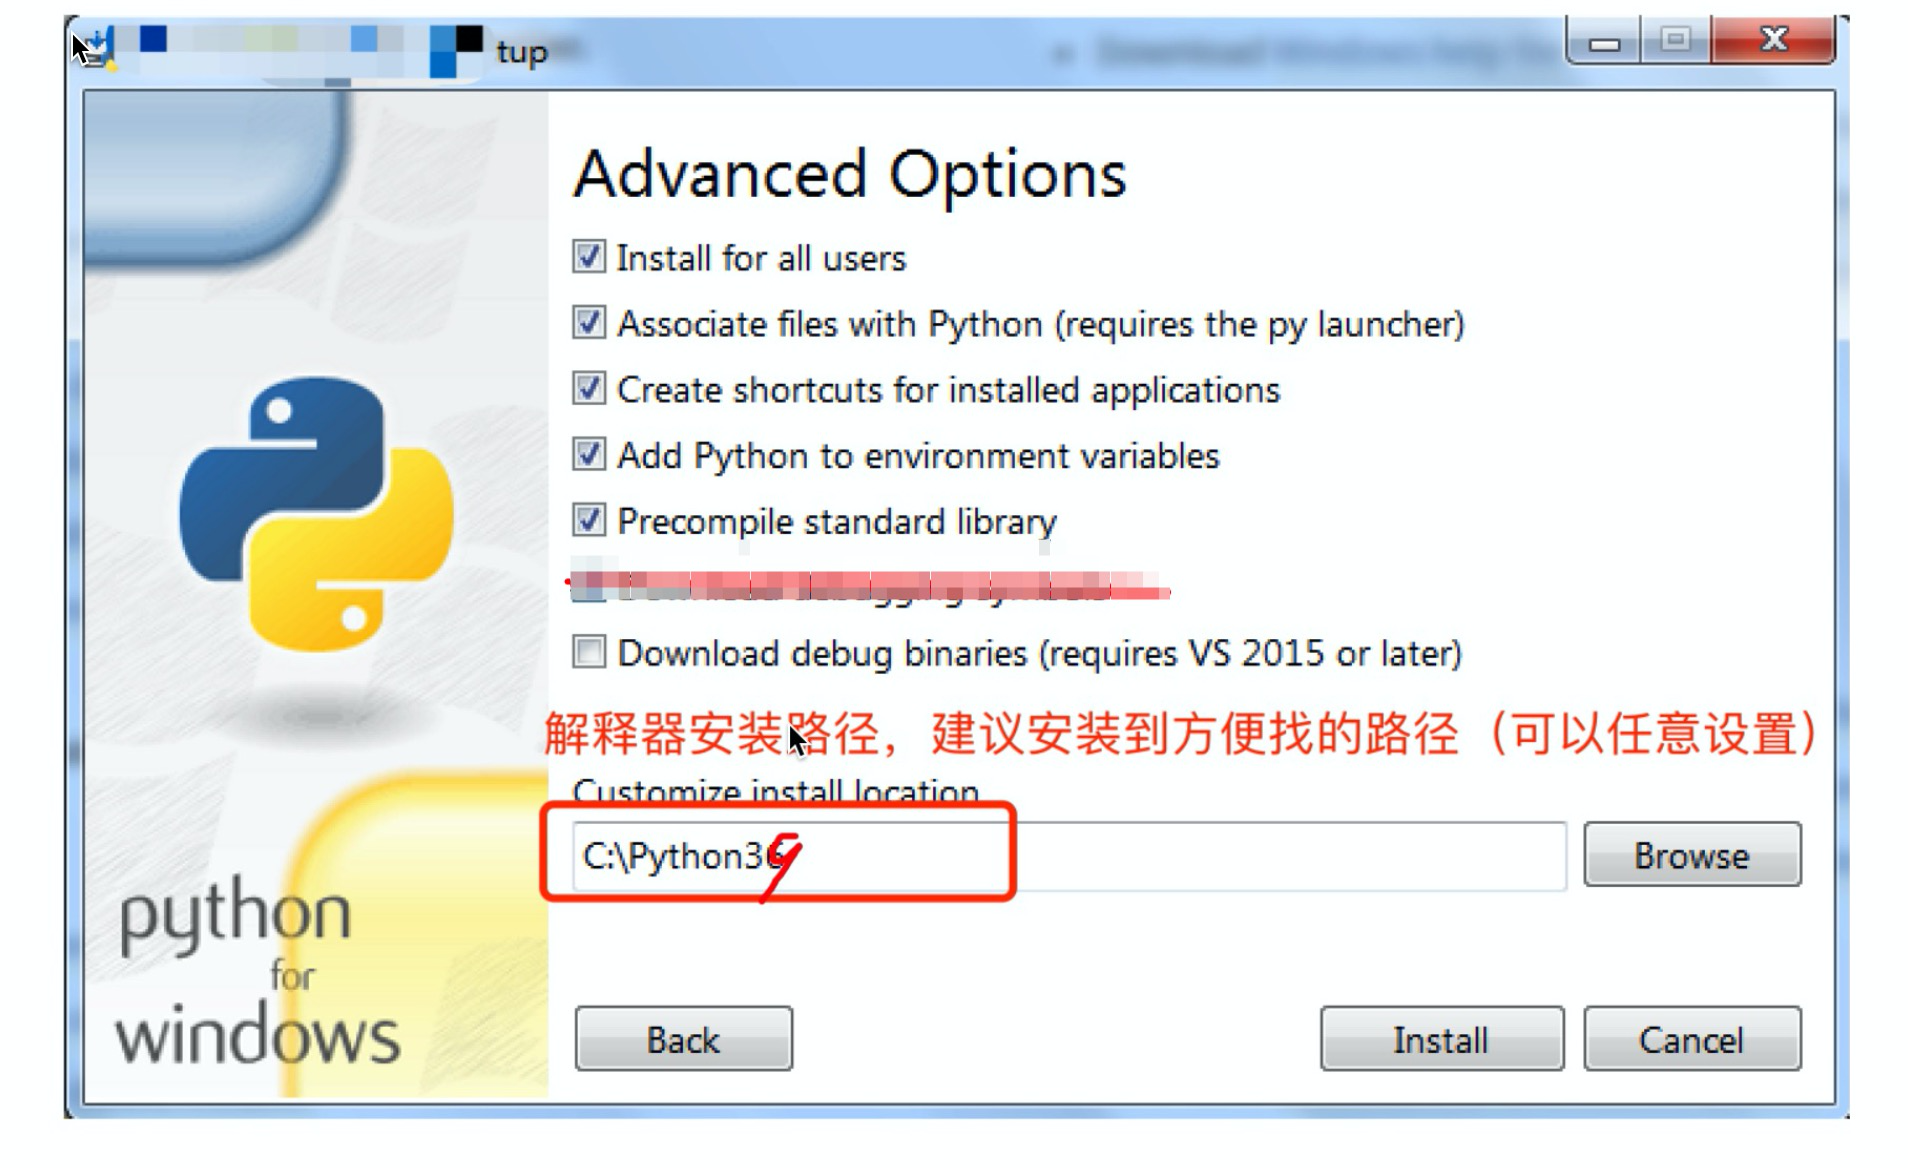 tup
Advanced Options
Install for all users
Associate files with Python (requires the py launcher)
Create shortcuts for installed applications
Add Python to environment variables
Precompile standard library
Download debug binaries (requires VS 2015 or later)
解释器安装路径，建议安装到方便找的路径（可以任意设置）
Customize install location
C:\Python39
Browse
python
for
windows
Back
Install
Cancel